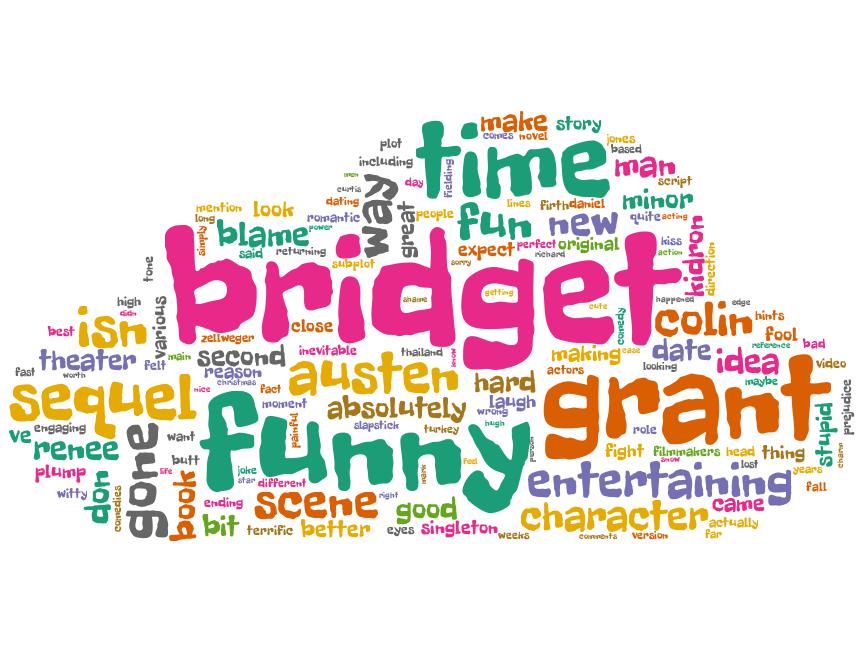 make
story
comes
novel
time
jones
plot
based
including
fielding
man
men
day
script
curtis
way
dating
lines
firth
daniel
minor
mention
look
romantic
great
people
fun
new
quite
acting
long
simply
blame
power
kidron
kiss
said
returning
expect
perfect
original
action
direction
richard
subplot
sorry
tone
bridget
shame
getting
happened
edge
high
didn
various
cute
comedy
colin
hints
best
isn
close
fool
zellweger
theater
felt
main
second
inevitable
thailand
know
making
ease
date
reference
bad
looking
idea
fast
worth
reason
actors
maybe
video
christmas
fact
austen
hard
sequel
nice
moment
absolutely
laugh
wrong
grant
prejudice
ve
engaging
funny
painful
slapstick
turkey
hugh
role
stupid
renee
gone
want
person
fight
filmmakers
head
thing
charm
butt
joke
feel
snow
lost
plump
life
star
different
mark
entertaining
years
witty
don
comedies
book
ending
scene
right
good
came
fall
bit
terrific
better
eyes
singleton
character
actually
weeks
comments
version
far